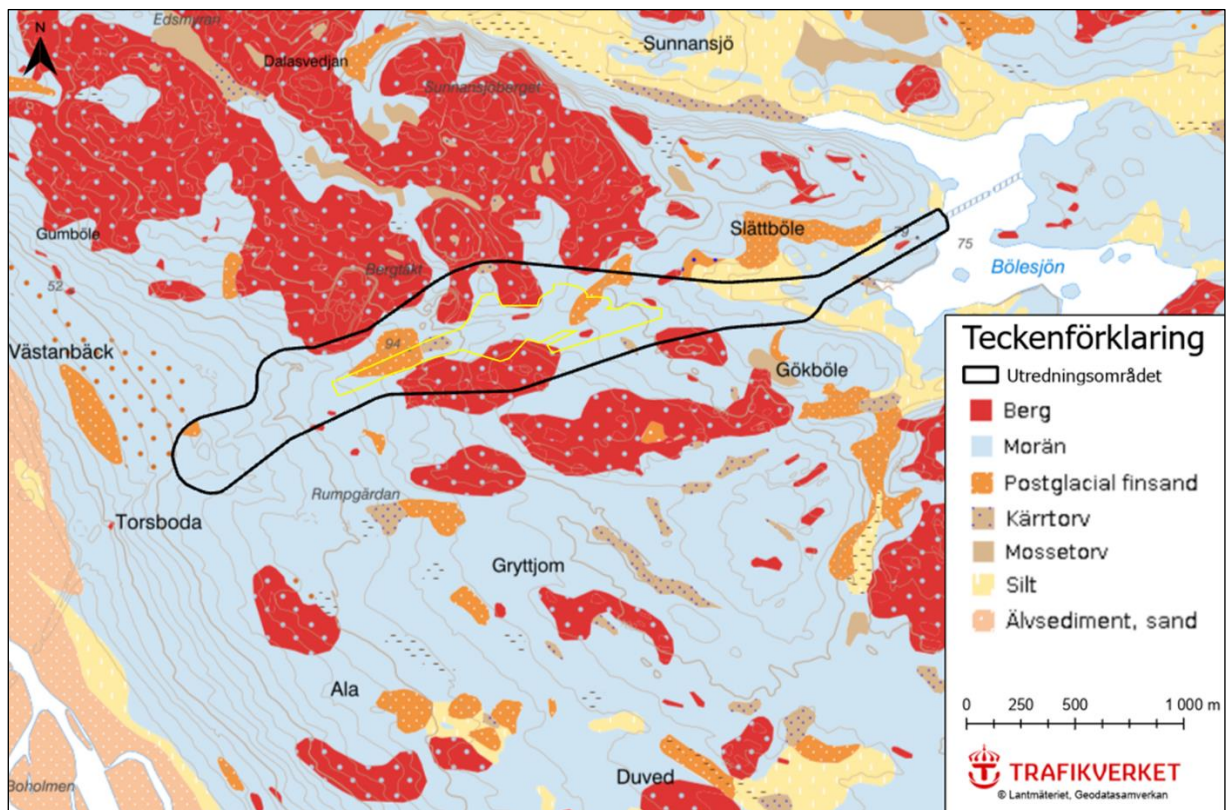 Edsmyran
N
Sunnansjö
Dalasvedjan
Sunnansjöberget
Gumböle
Slättböle
79
75
Bergtäkt
Bölesjön
52
94
Västanbäck
Gökböle
Rumpgärdan
Torsboda
Gryttjom
Ala
Duved
Boholmen
Teckenförklaring
Utredningsområdet
Berg
Morän
Postglacial finsand
Kärrtorv
Mossetorv
Silt
Älvsediment, sand
0 250 500 1 000 m
TRAFIKVERKET
© Lantmäteriet, Geodatasamverkan